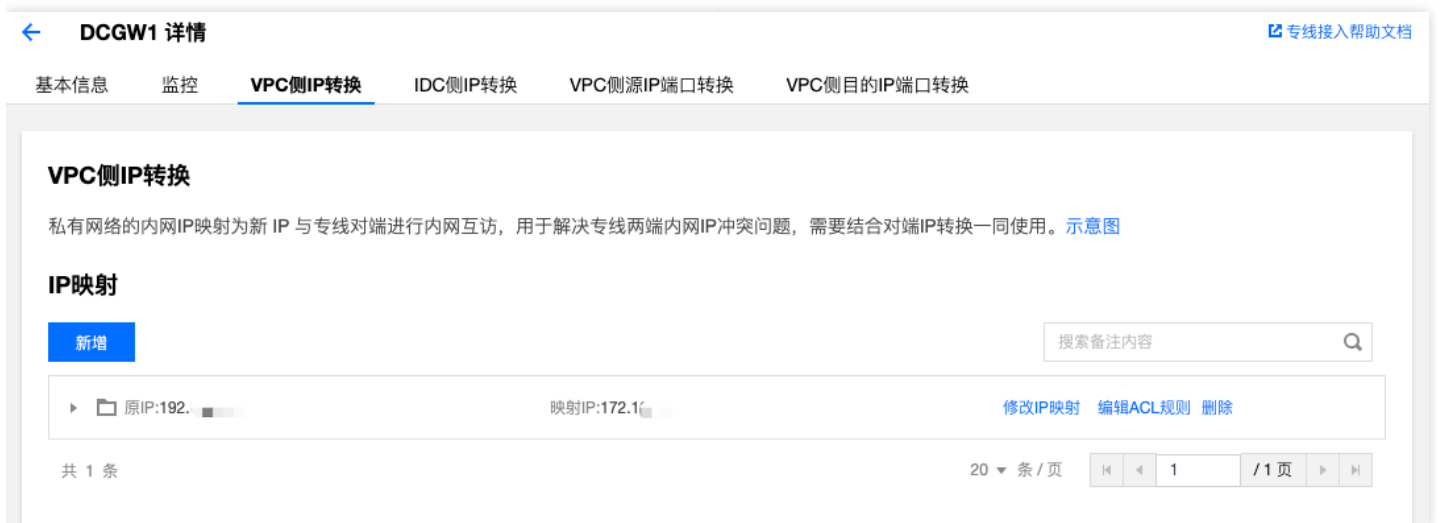 DCGW1 详情
专线接入帮助文档
基本信息 监控 VPC侧IP转换 IDC侧IP转换 VPC侧源IP端口转换 VPC侧目的IP端口转换
VPC侧IP转换
私有网络的内网IP映射为新 IP 与专线对端进行内网互访，用于解决专线两端内网IP冲突问题，需要结合对端IP转换一同使用。示意图
IP映射
新增 搜索备注内容
原IP:192. 映射IP:172. 修改IP映射 编辑ACL规则 删除
共 1 条 20 条 / 页 1 / 1 页